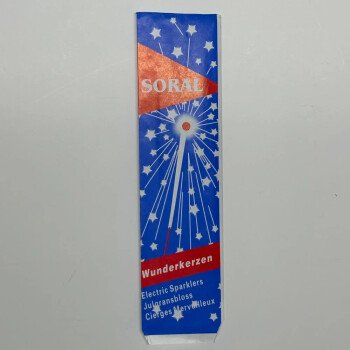 SORAL
Wunderkerzen
Electric Sparklers
Julgransbloss
Cierges Merveilleux